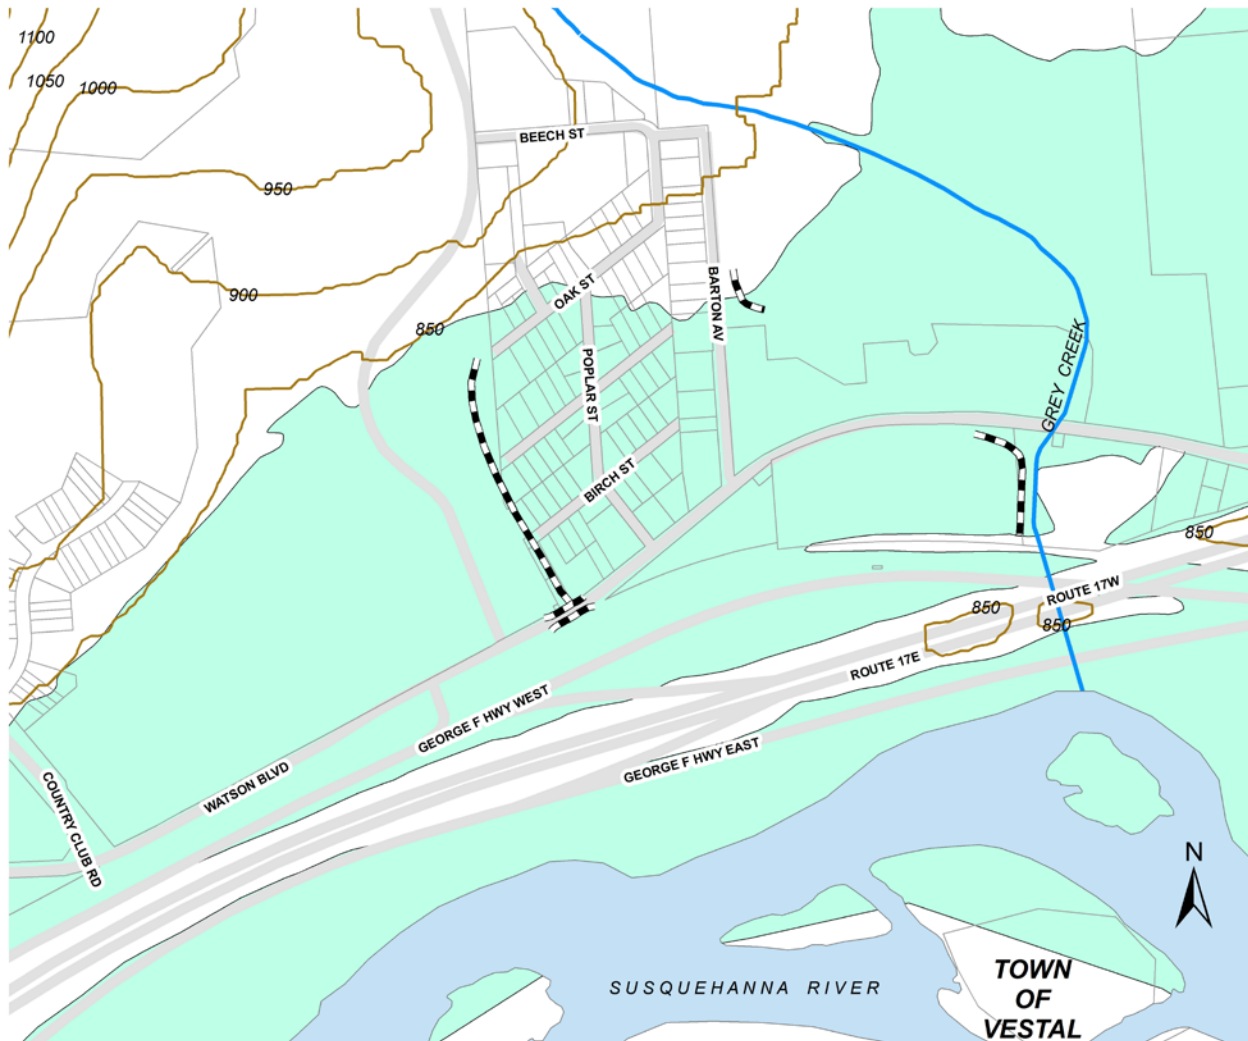 1100
1050
1000
BEECH ST
950
900
OAK ST
BARTON AV
850
POPLAR ST
GREY CREEK
BIRCH ST
850
ROUTE 17W
850
850
ROUTE 17E
GEORGE F HWY WEST
GEORGE F HWY EAST
WATSON BLVD
COUNTRY CLUB RD
N
SUSQUEHANNA RIVER
TOWN
OF
VESTAL